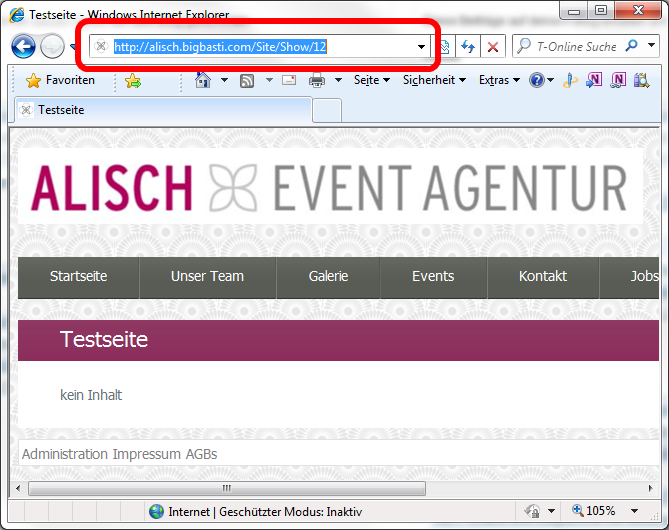 Testseite - Windows Internet Explorer
http://alisch.bigbasti.com/Site/Show/12
T-Online Suche
Favoriten
Seite Sicherheit Extras
Testseite
ALISCH EVENT AGENTUR
Startseite Unser Team Galerie Events Kontakt Jobs
Testseite
kein Inhalt
Administration Impressum AGBs
Internet | Geschützter Modus: Inaktiv
105%